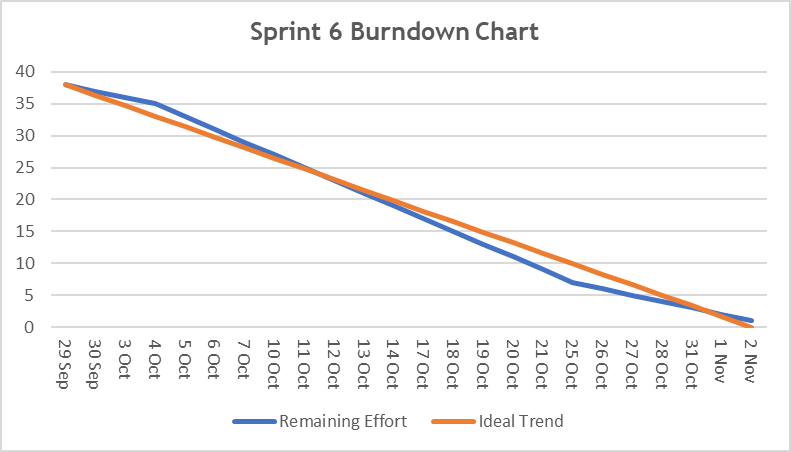 Sprint 6 Burndown Chart
40
35
30
25
20
15
10
5
0
29 Sep
30 Sep
3 Oct
4 Oct
5 Oct
6 Oct
7 Oct
10 Oct
11 Oct
12 Oct
13 Oct
14 Oct
17 Oct
18 Oct
19 Oct
20 Oct
21 Oct
25 Oct
26 Oct
27 Oct
28 Oct
31 Oct
1 Nov
2 Nov
Remaining Effort
Ideal Trend